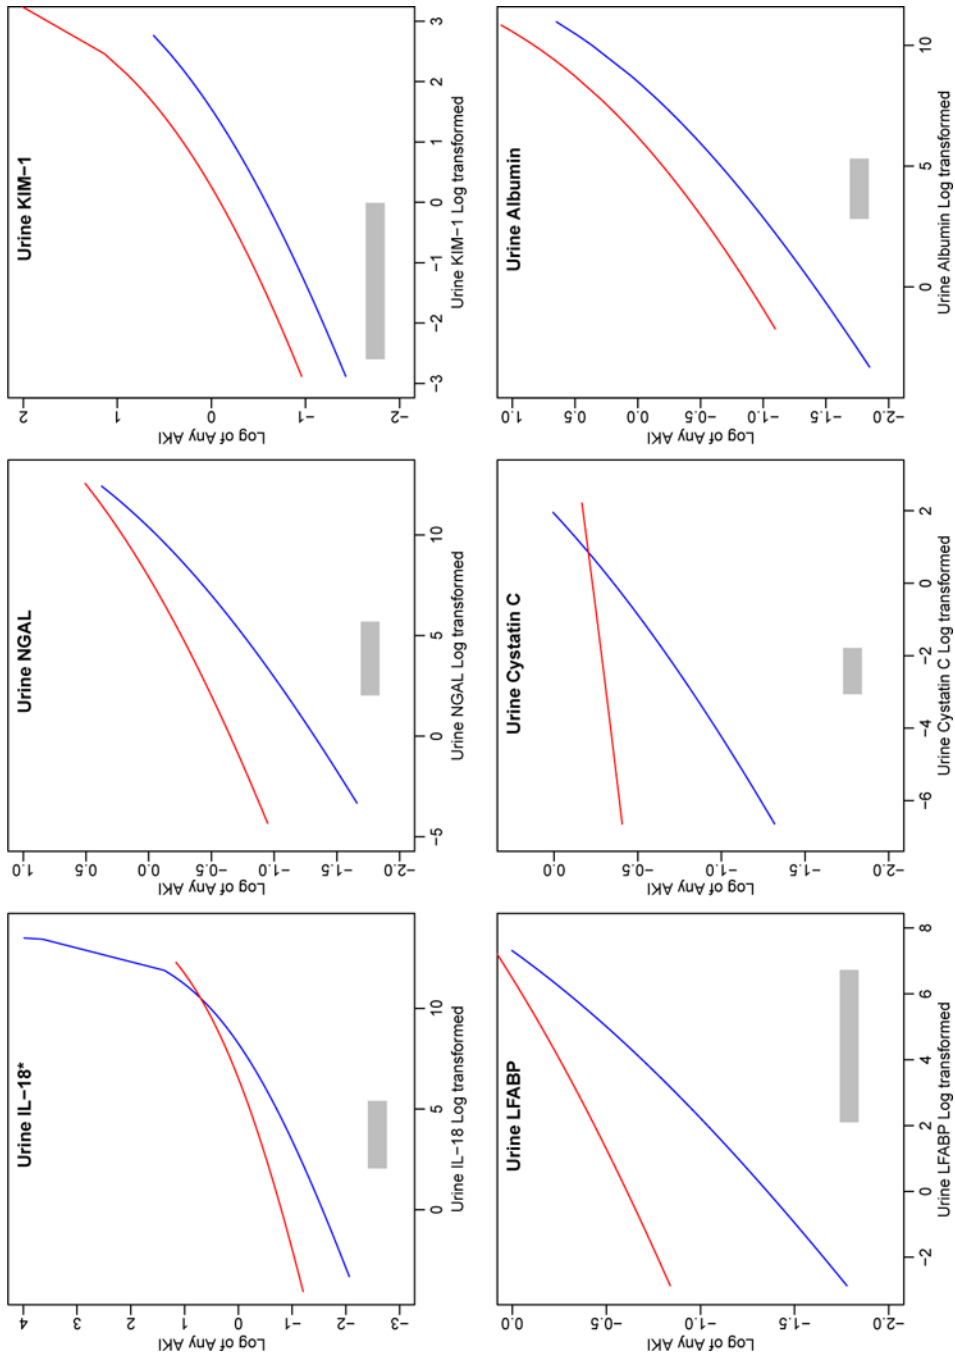 Urine IL−18*
Log of Any AKI
4
3
2
1
0
−1
−2
−3
0 5 10
Urine IL−18 Log transformed
Urine NGAL
Log of Any AKI
1.0
0.5
0.0
−0.5
−1.0
−1.5
−2.0
−5 0 5 10
Urine NGAL Log transformed
Urine KIM−1
Log of Any AKI
2
1
0
−1
−2
−3 −2 −1 0 1 2 3
Urine KIM−1 Log transformed
Urine LFABP
Log of Any AKI
0.0
−0.5
−1.0
−1.5
−2.0
−2 0 2 4 6 8
Urine LFABP Log transformed
Urine Cystatin C
Log of Any AKI
0.0
−0.5
−1.0
−1.5
−2.0
−6 −4 −2 0 2
Urine Cystatin C Log transformed
Urine Albumin
Log of Any AKI
1.0
0.5
0.0
−0.5
−1.0
−1.5
−2.0
0 5 10
Urine Albumin Log transformed